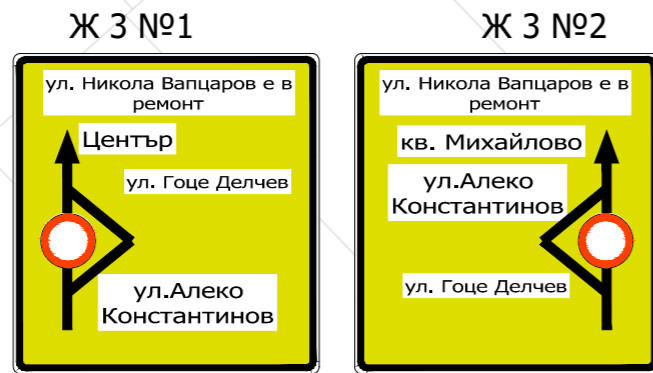 Ж 3 №1
ул. Никола Вапцаров е в
ремонт
Център
ул. Гоце Делчев
ул.Алеко
Константинов
Ж 3 №2
ул. Никола Вапцаров е в
ремонт
кв. Михайлово
ул.Алеко
Константинов
ул. Гоце Делчев